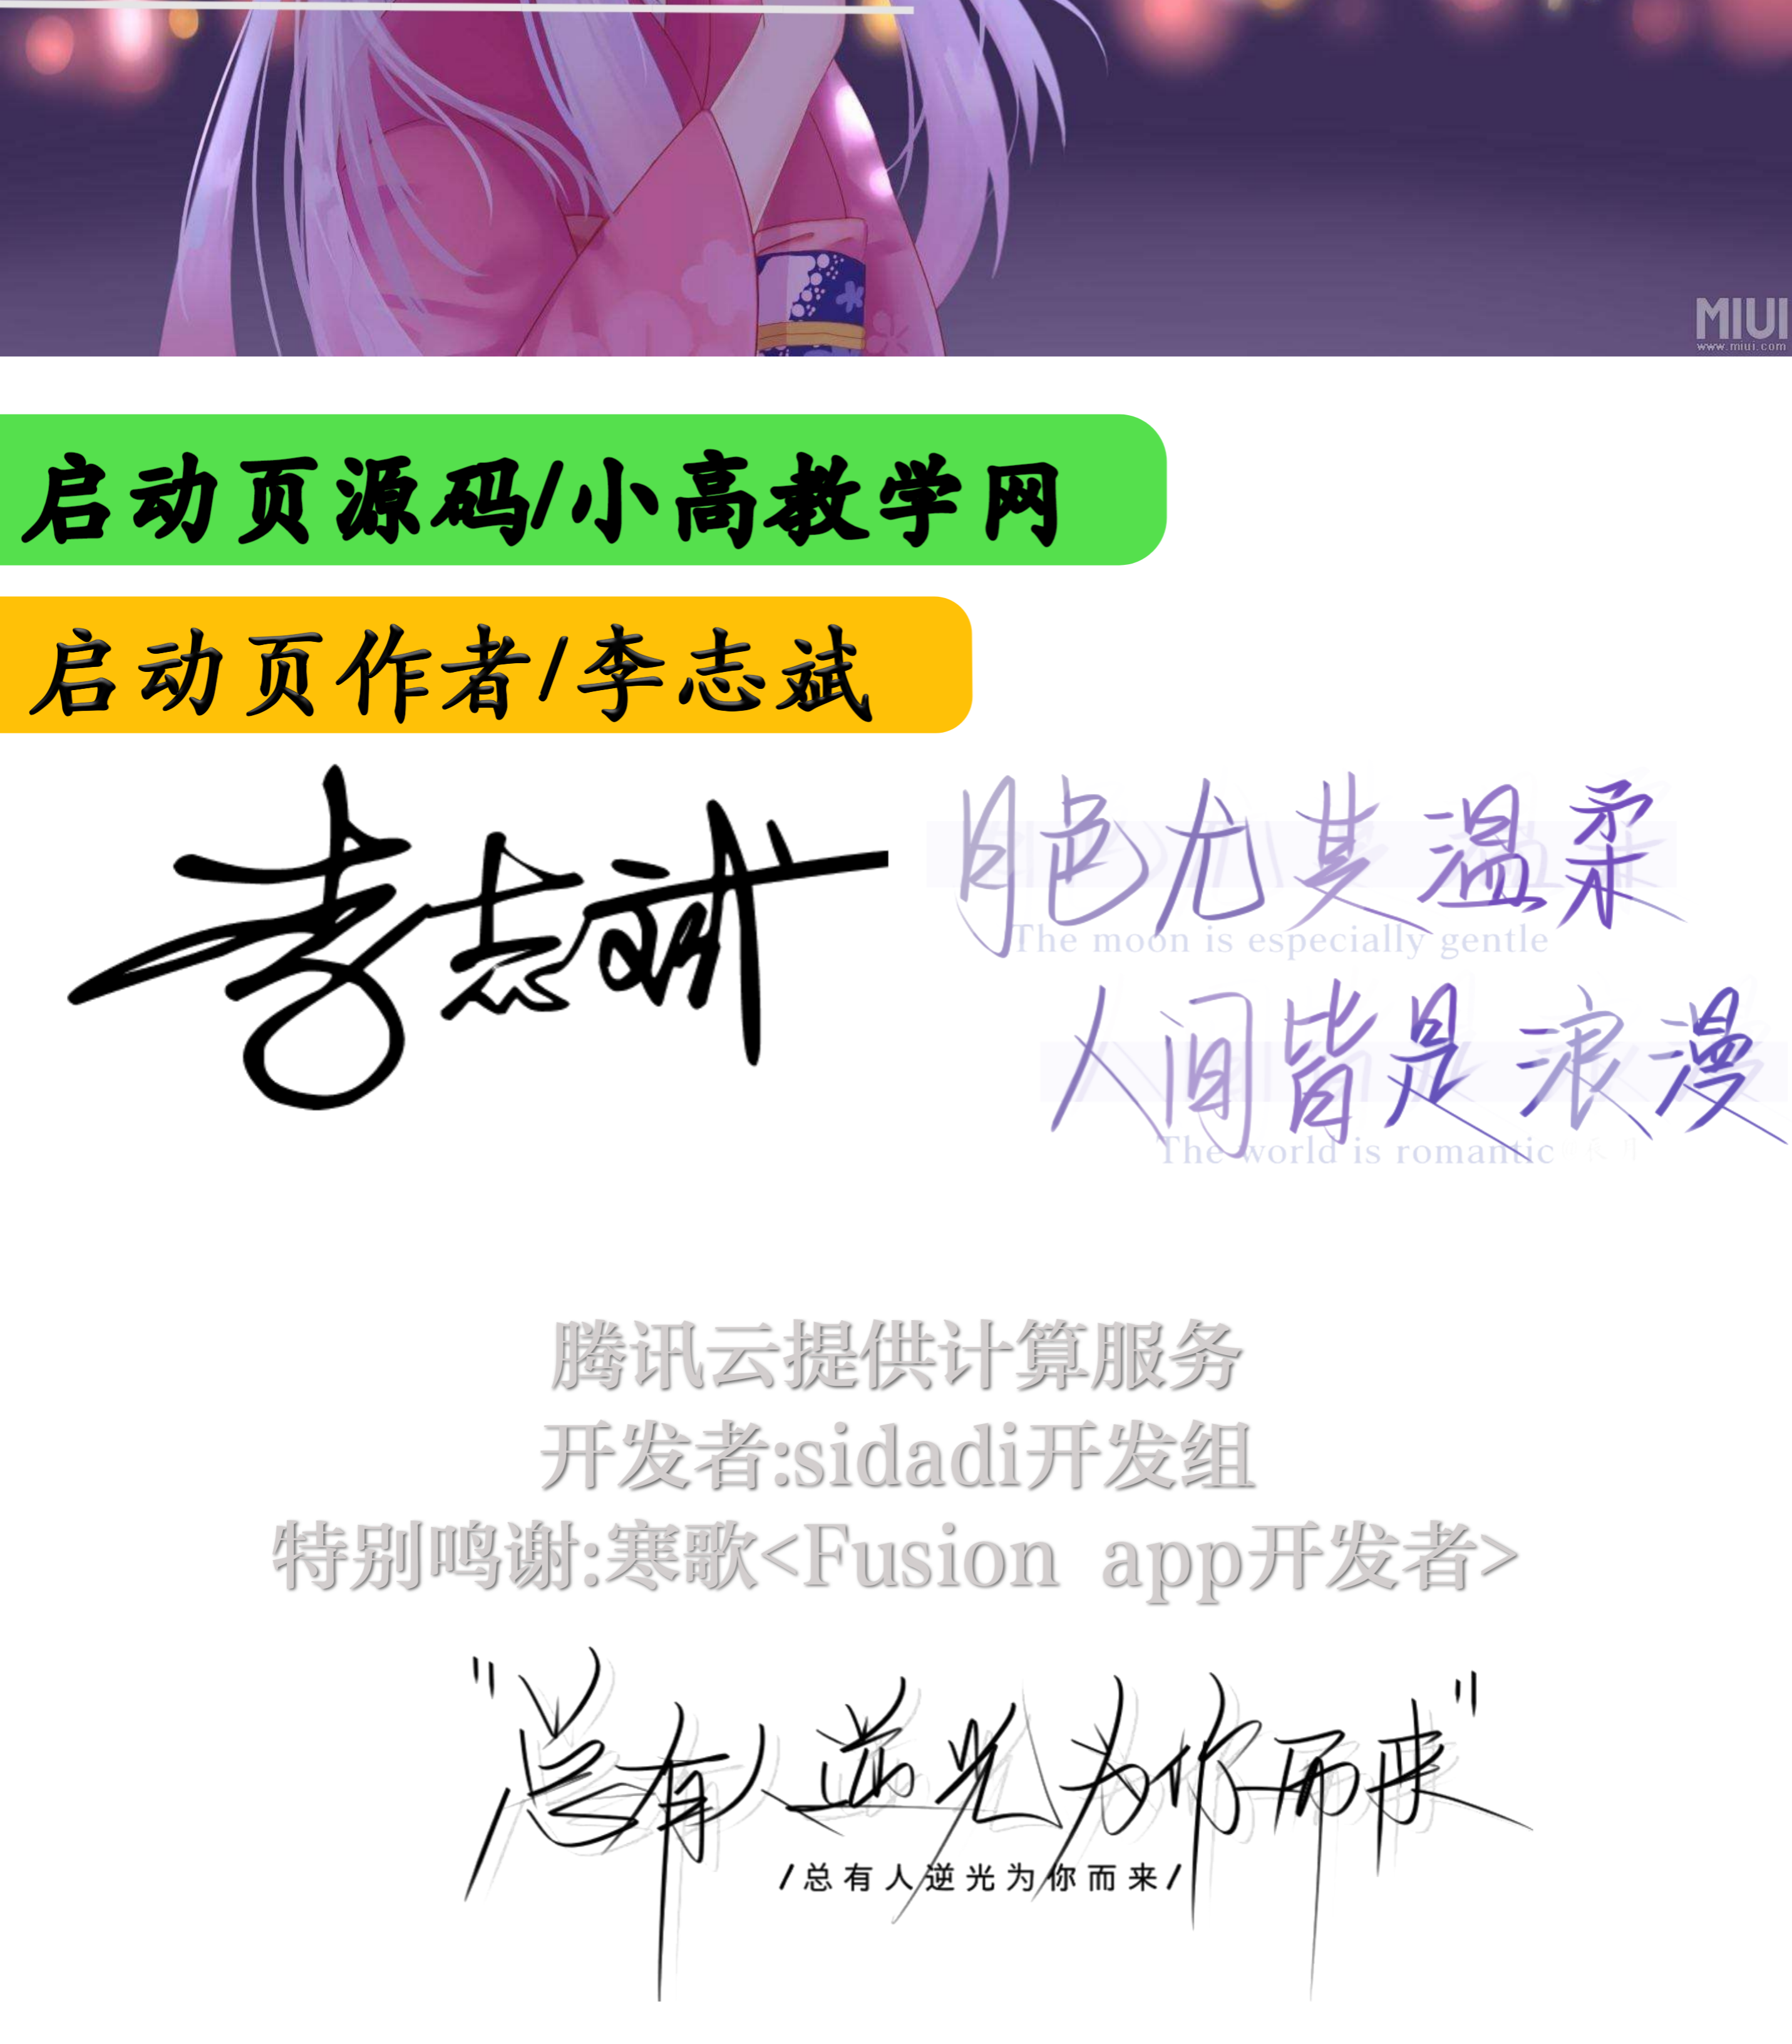 MIUI
www.miui.com
启动页源码/小高教学网
启动页作者/李志斌
李志斌
月色尤其温柔
The moon is especially gentle
人间皆是浪漫
The world is romantic
腾讯云提供计算服务
开发者:sidadi开发组
特别鸣谢:寒歌<Fusion app开发者>
"总有人逆光为你而来"
/总有人逆光为你而来/